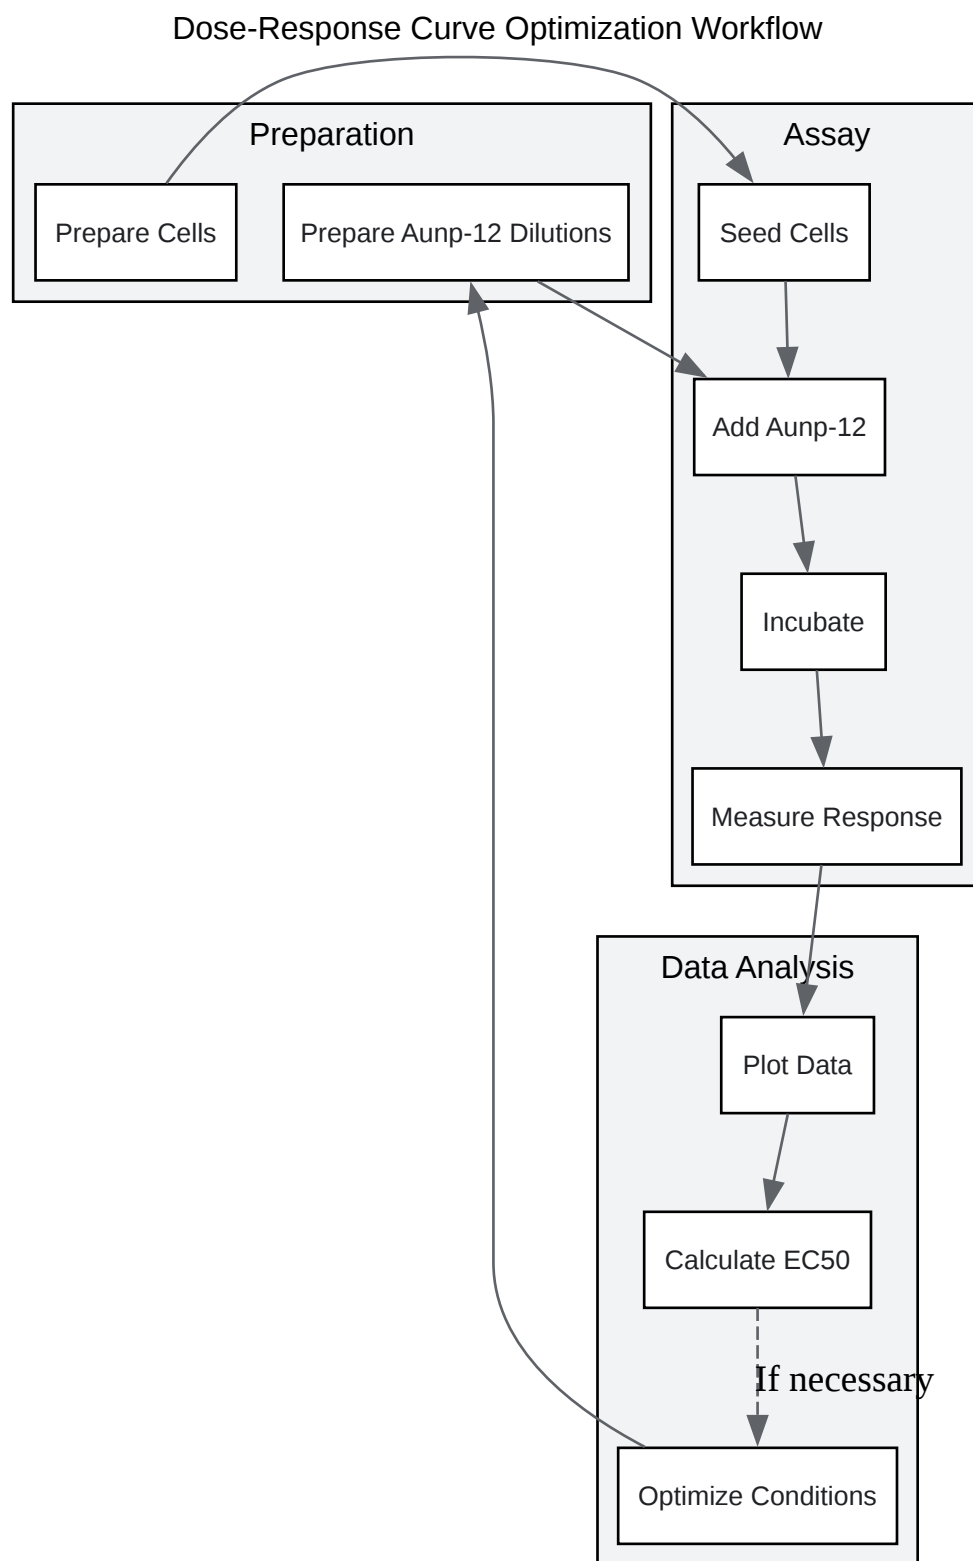 Dose-Response Curve Optimization Workflow
Preparation
Prepare Cells
Prepare Aunp-12 Dilutions
Assay
Seed Cells
Add Aunp-12
Incubate
Measure Response
Data Analysis
Plot Data
Calculate EC50
If necessary
Optimize Conditions